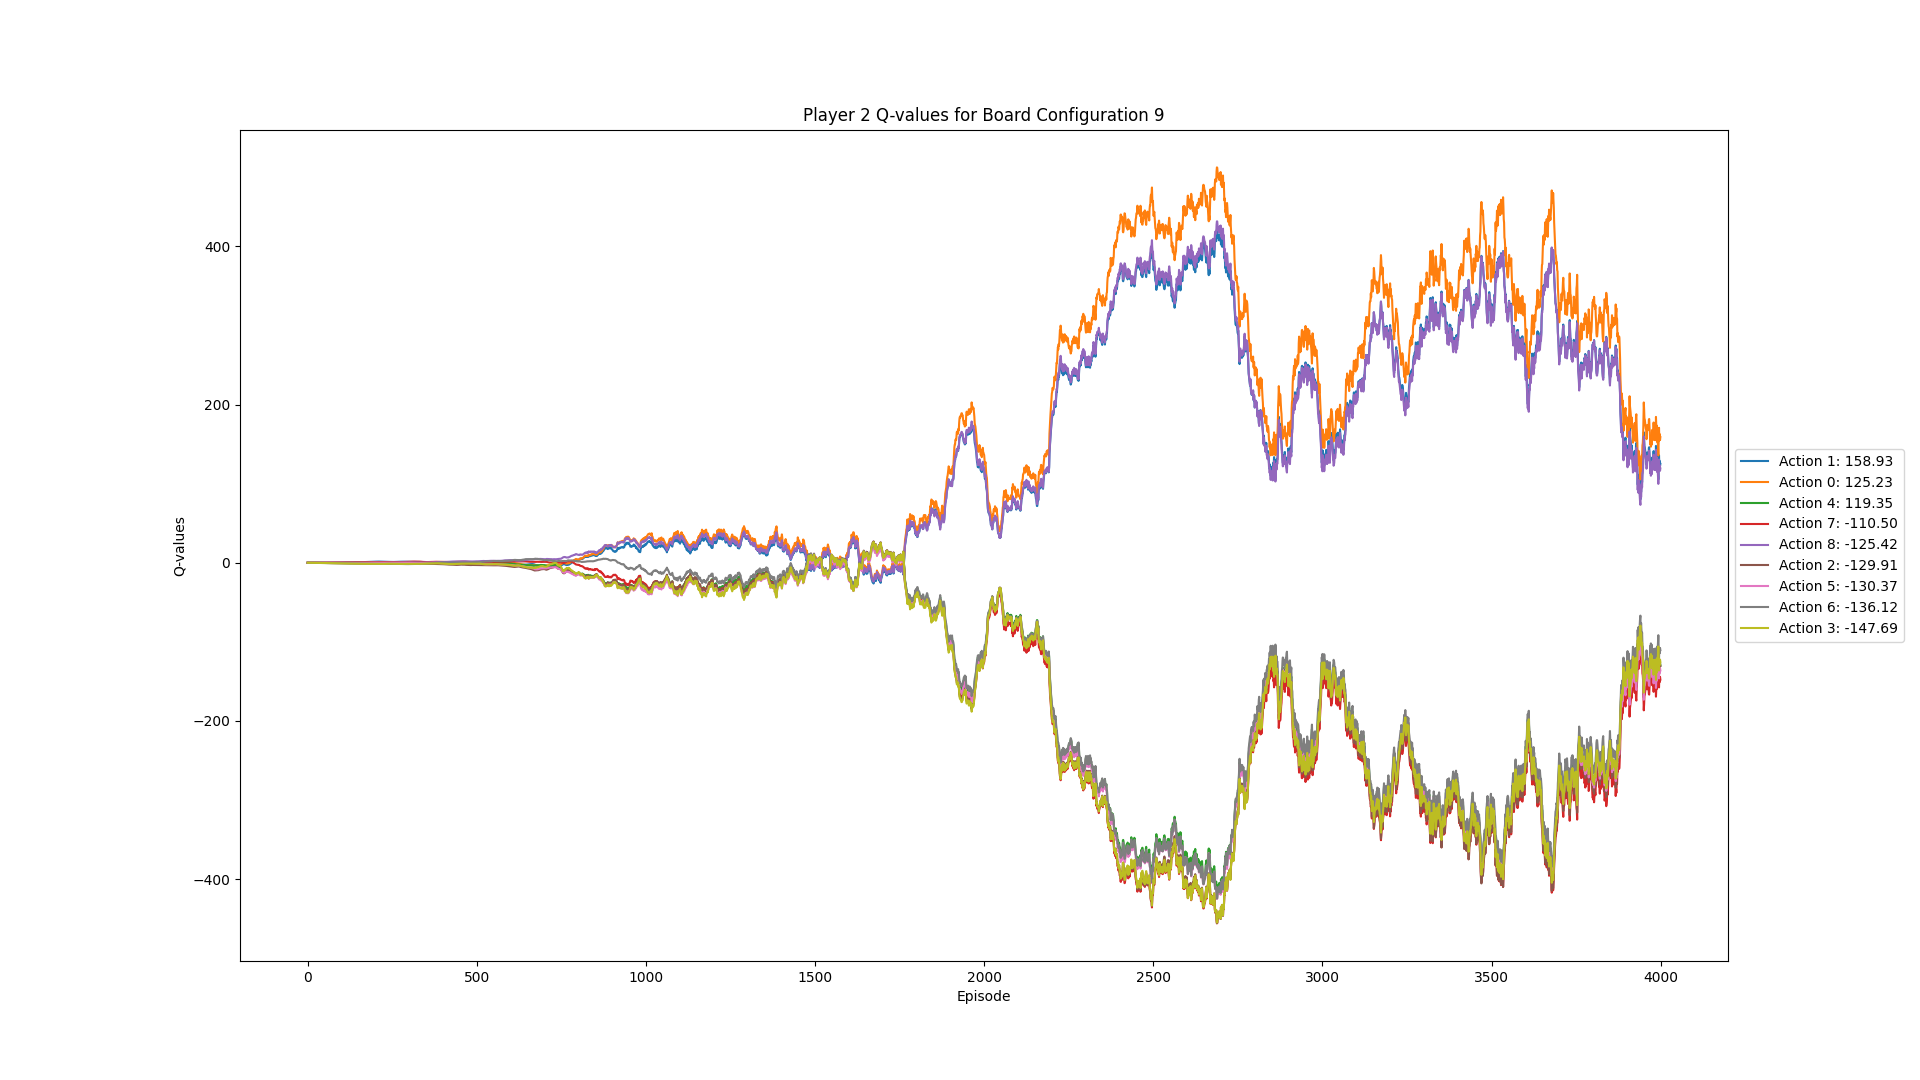 Player 2 Q-values for Board Configuration 9
Q-values
400
200
0
−200
−400
0
500
1000
1500
2000
2500
3000
3500
4000
Episode
Action 1: 158.93
Action 0: 125.23
Action 4: 119.35
Action 7: -110.50
Action 8: -125.42
Action 2: -129.91
Action 5: -130.37
Action 6: -136.12
Action 3: -147.69